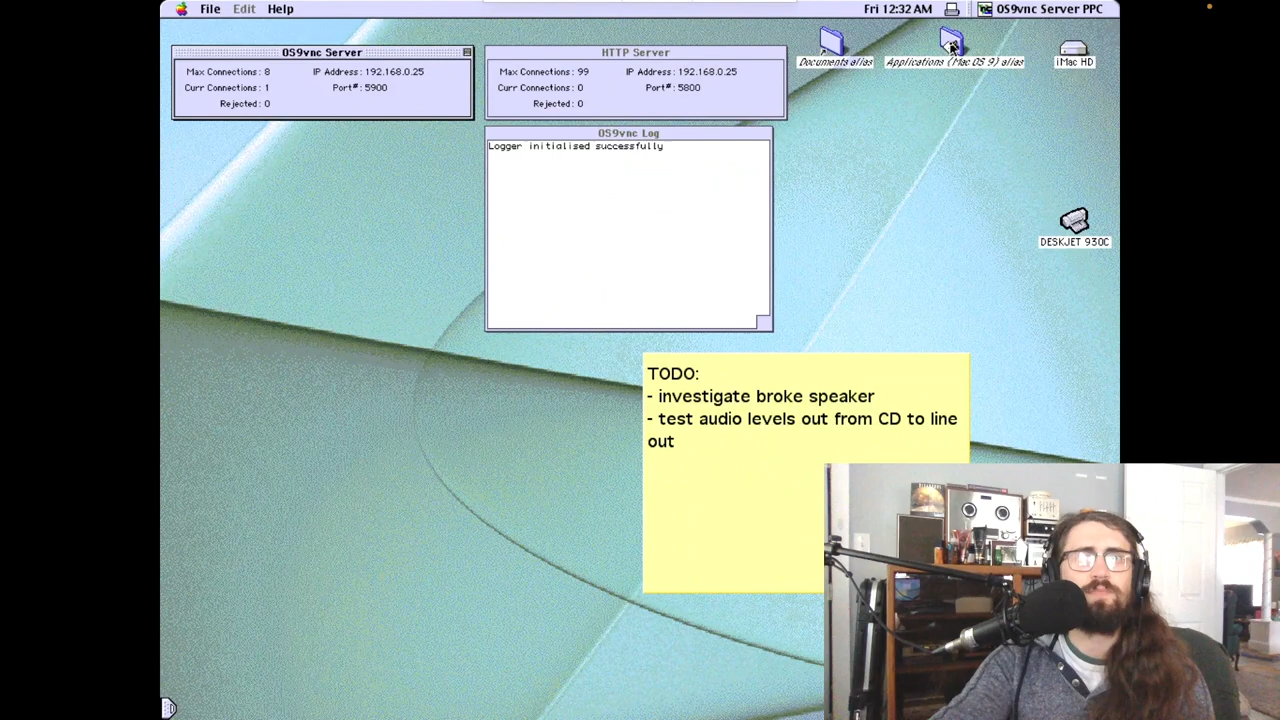 File Edit Help
Fri 12:32 AM OS9vnc Server PPC
OS9vnc Server
Max Connections: 8 IP Address: 192.168.0.25
Curr Connections: 1 Port#: 5900
Rejected: 0
HTTP Server
Max Connections: 99 IP Address: 192.168.0.25
Curr Connections: 0 Port#: 5800
Rejected: 0
Documents alias
Applications (Mac OS 9) alias
iMac HD
OS9vnc Log
Logger initialised successfully
DESKJET 930C
TODO:
- investigate broke speaker
- test audio levels out from CD to line
out